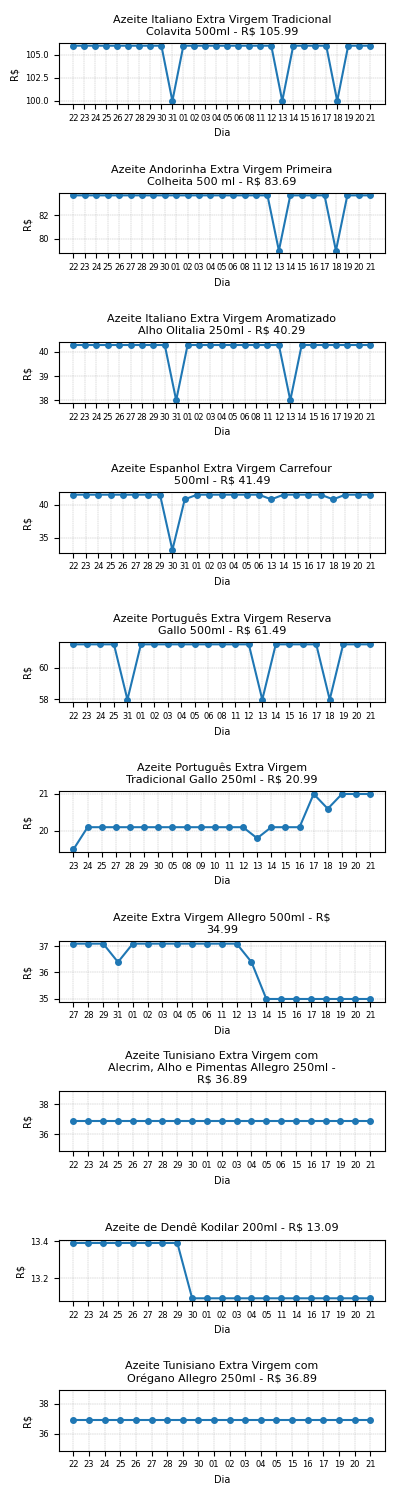 Azeite Italiano Extra Virgem Tradicional
Colavita 500ml - R$ 105.99
105.0
102.5
100.0
R$
22 23 24 25 26 27 28 29 30 31 01 02 03 04 05 06 08 11 12 13 14 15 16 17 18 19 20 21
Dia
Azeite Andorinha Extra Virgem Primeira
Colheita 500 ml - R$ 83.69
82
80
R$
22 23 24 25 26 27 28 29 30 31 01 02 03 04 05 06 08 11 12 13 14 15 16 17 18 19 20 21
Dia
Azeite Italiano Extra Virgem Aromatizado
Alho Olitalia 250ml - R$ 40.29
40
39
38
R$
22 23 24 25 26 27 28 29 30 31 01 02 03 04 05 06 08 11 12 13 14 15 16 17 18 19 20 21
Dia
Azeite Espanhol Extra Virgem Carrefour
500ml - R$ 41.49
40
35
R$
22 23 24 25 26 27 28 29 30 31 01 02 03 04 05 06 13 14 15 16 17 18 19 20 21
Dia
Azeite Português Extra Virgem Reserva
Gallo 500ml - R$ 61.49
60
58
R$
22 23 24 25 31 01 02 03 04 05 06 08 11 12 13 14 15 16 17 18 19 20 21
Dia
Azeite Português Extra Virgem
Tradicional Gallo 250ml - R$ 20.99
21
20
R$
23 24 25 27 28 29 30 05 08 09 10 11 12 13 14 15 16 17 18 19 20 21
Dia
Azeite Extra Virgem Allegro 500ml - R$
34.99
37
36
35
R$
27 28 29 31 01 02 03 04 05 06 11 12 13 14 15 16 17 18 19 20 21
Dia
Azeite Tunisiano Extra Virgem com
Alecrim, Alho e Pimentas Allegro 250ml -
R$ 36.89
38
36
R$
22 23 24 25 26 27 28 29 30 01 02 03 04 05 06 15 16 17 19 20 21
Dia
Azeite de Dendê Kodilar 200ml - R$ 13.09
13.4
13.2
R$
22 23 24 25 26 27 28 29 30 01 02 03 04 05 11 14 15 16 17 19 20 21
Dia
Azeite Tunisiano Extra Virgem com
Orégano Allegro 250ml - R$ 36.89
38
36
R$
22 23 24 25 26 27 28 29 30 01 02 03 04 05 15 16 17 19 20 21
Dia